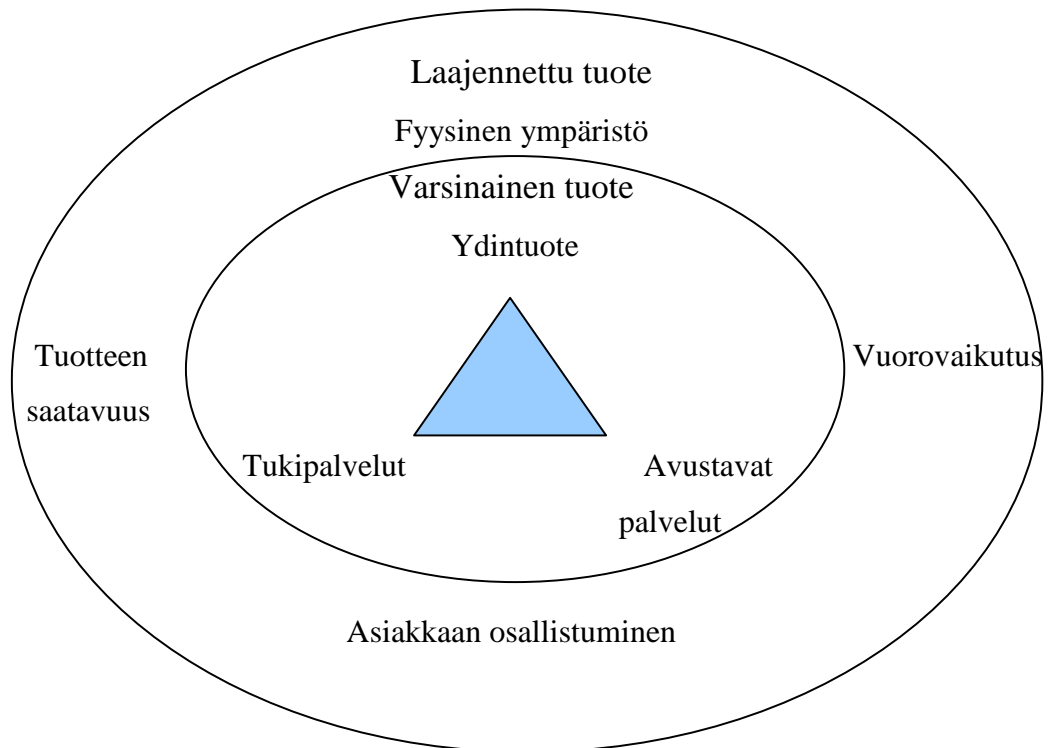 Laajennettu tuote
Fyysinen ympäristö
Varsinainen tuote
Ydintuote
Tuotteen
saatavuus
Vuorovaikutus
Tukipalvelut
Avustavat
palvelut
Asiakkaan osallistuminen